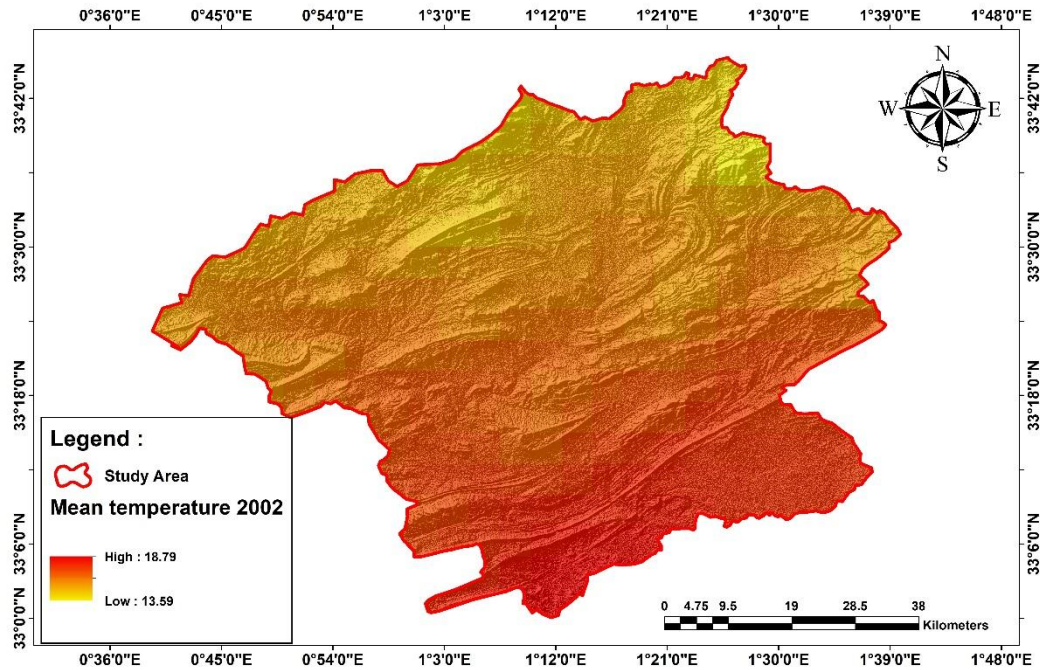 0°36'0"E 0°45'0"E 0°54'0"E 1°3'0"E 1°12'0"E 1°21'0"E 1°30'0"E 1°39'0"E 1°48'0"E
33°42'0"N 33°42'0"N
N
W E
S
33°30'0"N 33°30'0"N
33°18'0"N 33°18'0"N
Legend :
Study Area
Mean temperature 2002
High : 18.79
Low : 13.59
33°6'0"N 33°6'0"N
33°0'0"N 33°0'0"N
0 4.75 9.5 19 28.5 38
Kilometers
0°36'0"E 0°45'0"E 0°54'0"E 1°3'0"E 1°12'0"E 1°21'0"E 1°30'0"E 1°39'0"E 1°48'0"E